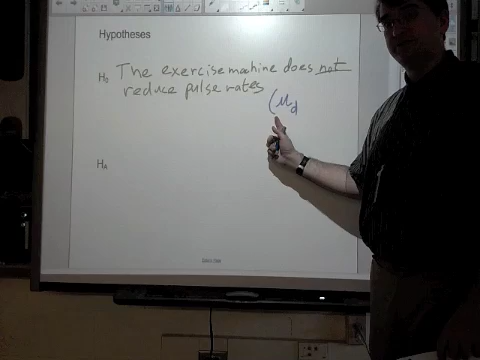 Hypotheses
H₀ The exercise machine does not
reduce pulse rates
(μd
Hₐ